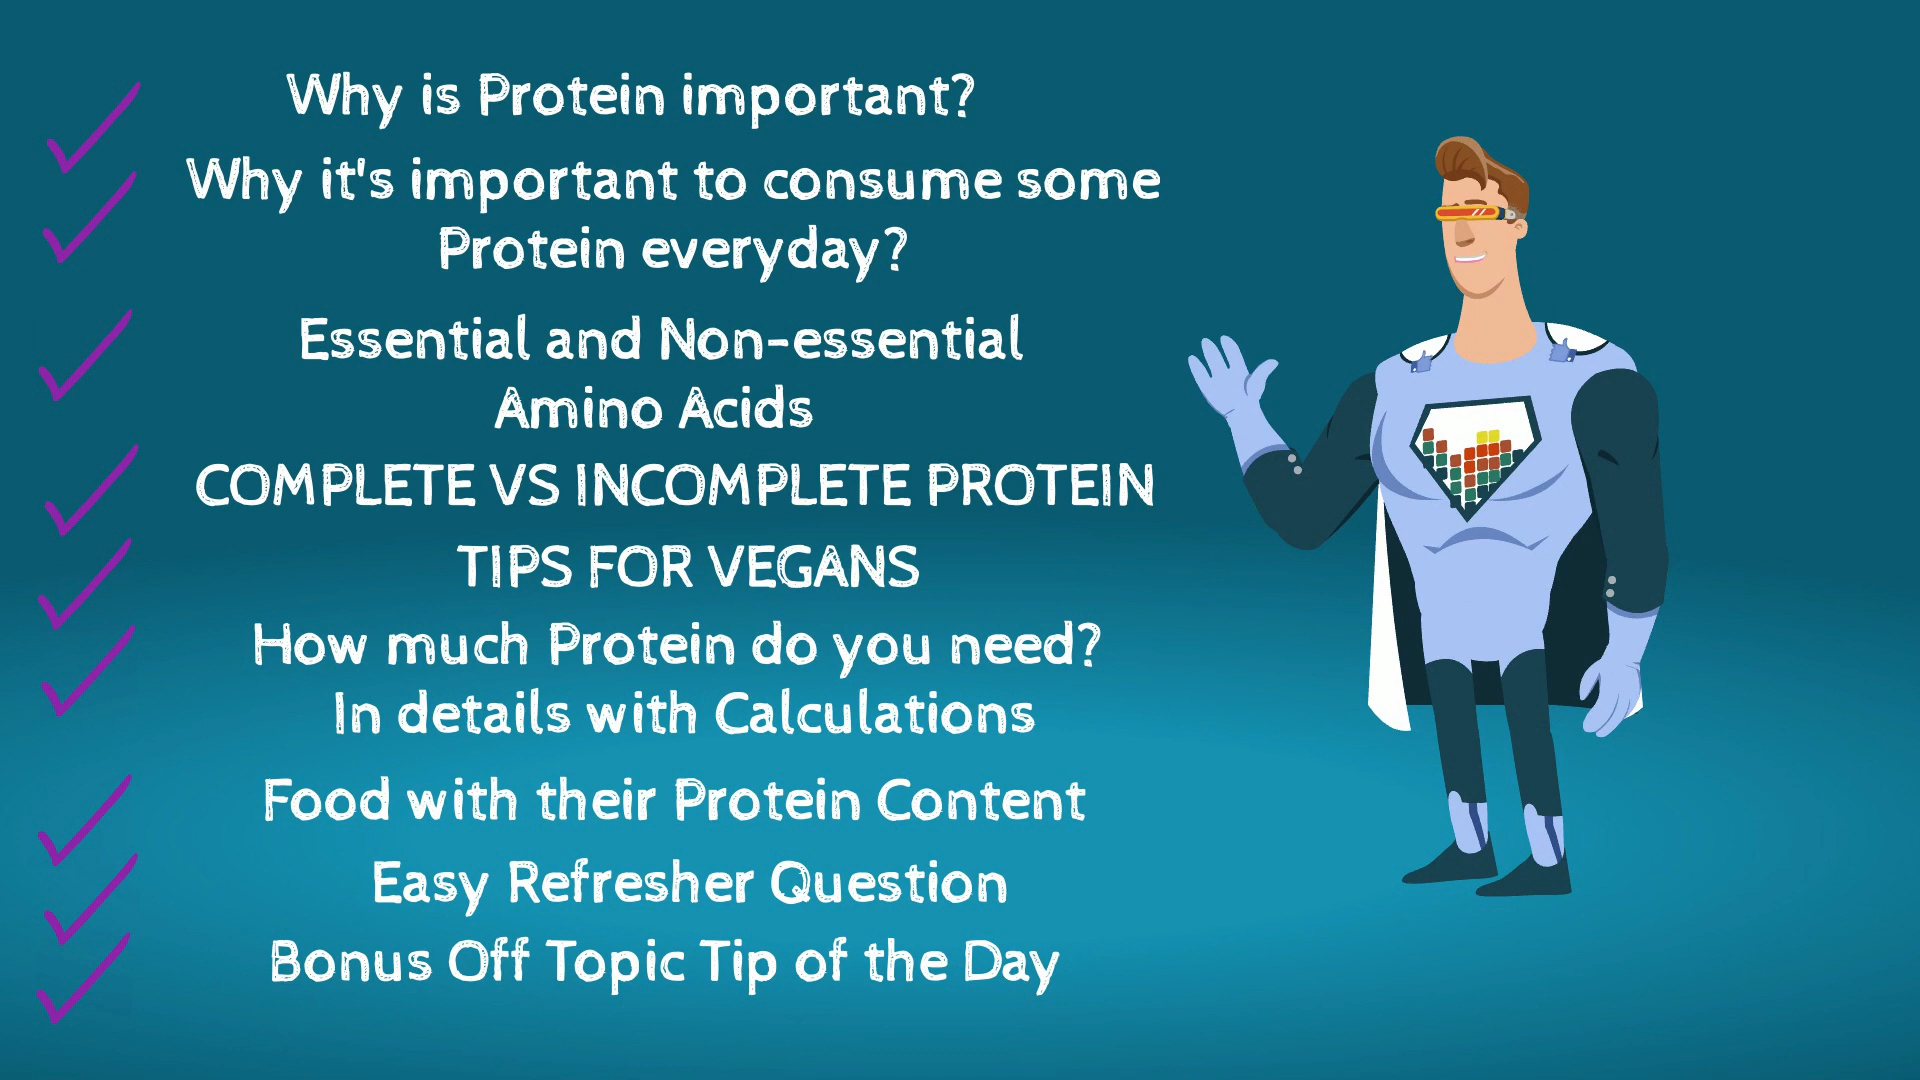 Why is Protein important?
Why it's important to consume some
Protein everyday?
Essential and Non-essential
Amino Acids
COMPLETE VS INCOMPLETE PROTEIN
TIPS FOR VEGANS
How much Protein do you need?
In details with Calculations
Food with their Protein Content
Easy Refresher Question
Bonus Off Topic Tip of the Day